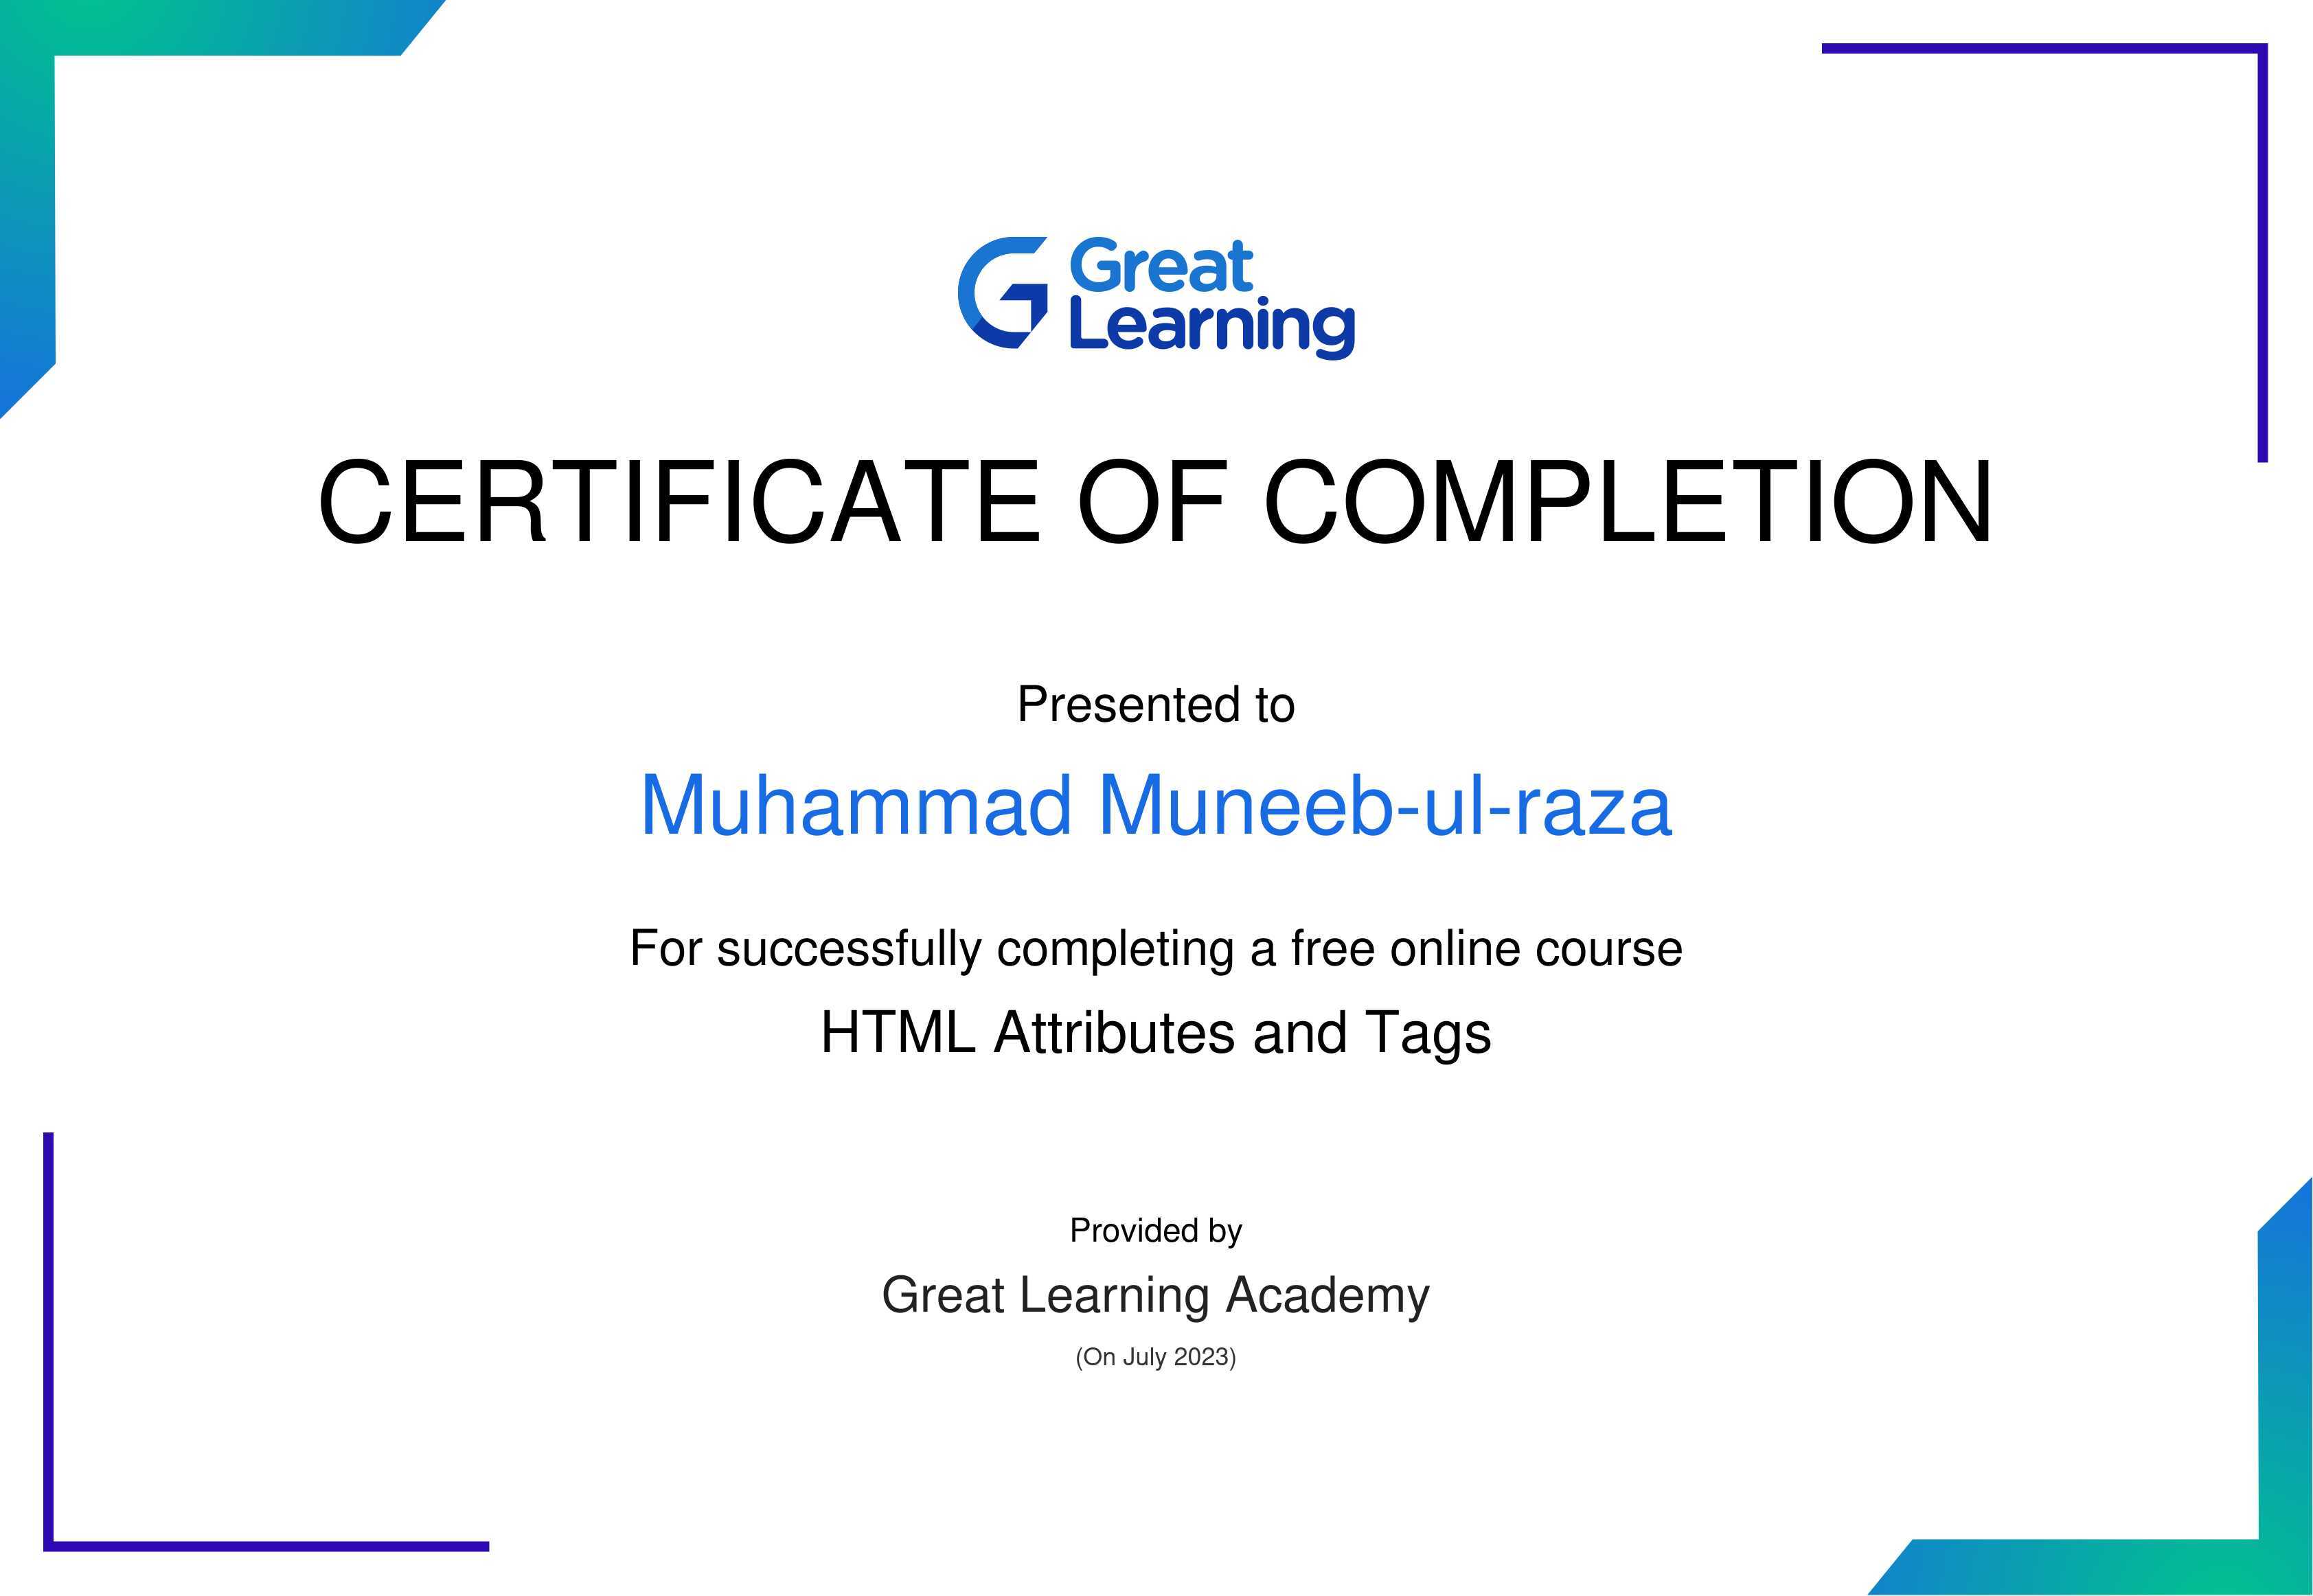 Great
Learning
CERTIFICATE OF COMPLETION
Presented to
Muhammad Muneeb-ul-raza
For successfully completing a free online course
HTML Attributes and Tags
Provided by
Great Learning Academy
(On July 2023)